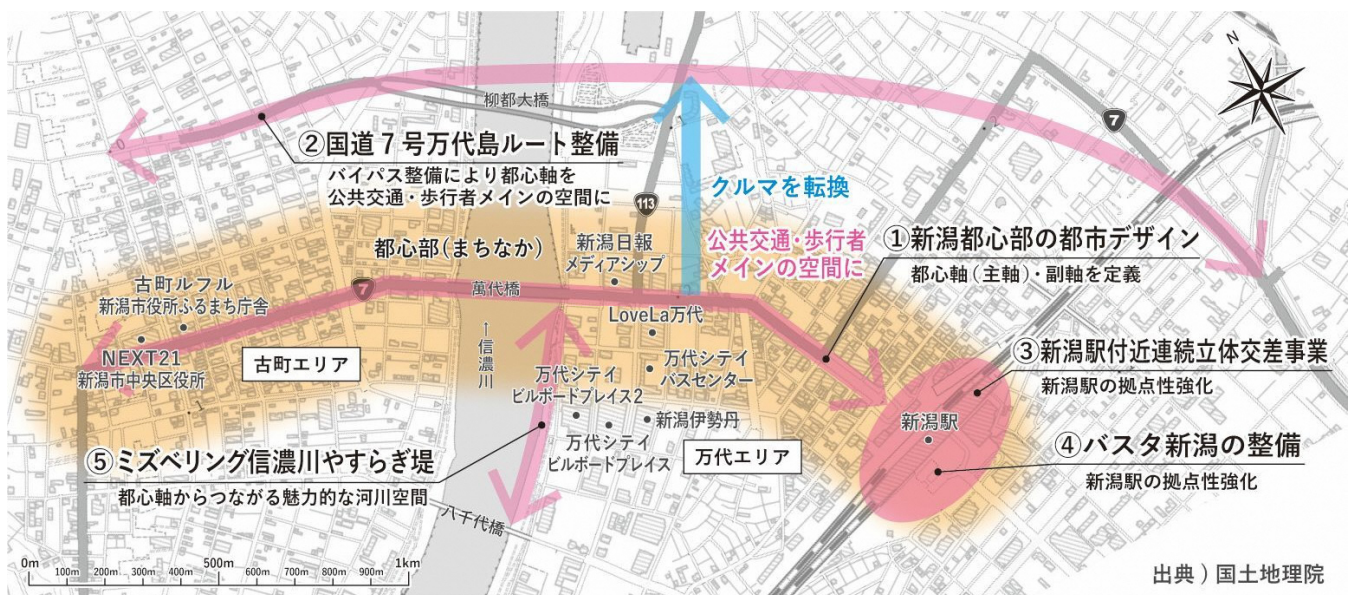 N
7
柳都大橋
②国道７号万代島ルート整備
バイパス整備により都心軸を
公共交通・歩行者メインの空間に
クルマを転換
113
都心部(まちなか)
新潟日報
メディアシップ
公共交通・歩行者
メインの空間に
①新潟都心部の都市デザイン
都心軸(主軸)・副軸を定義
古町ルフル
新潟市役所ふるまち庁舎
7
萬代橋
LoveLa万代
NEXT21
新潟市中央区役所
古町エリア
←信濃川
万代シテイ
バスセンター
③新潟駅付近連続立体交差事業
新潟駅の拠点性強化
万代シテイ
ビルボードプレイス2
新潟伊勢丹
新潟駅
万代シテイ
ビルボードプレイス
万代エリア
④バスタ新潟の整備
新潟駅の拠点性強化
⑤ミズベリング信濃川やすらぎ堤
都心軸からつながる魅力的な河川空間
八千代橋
0m 100m 200m 300m 400m 500m 600m 700m 800m 900m 1km
出典）国土地理院